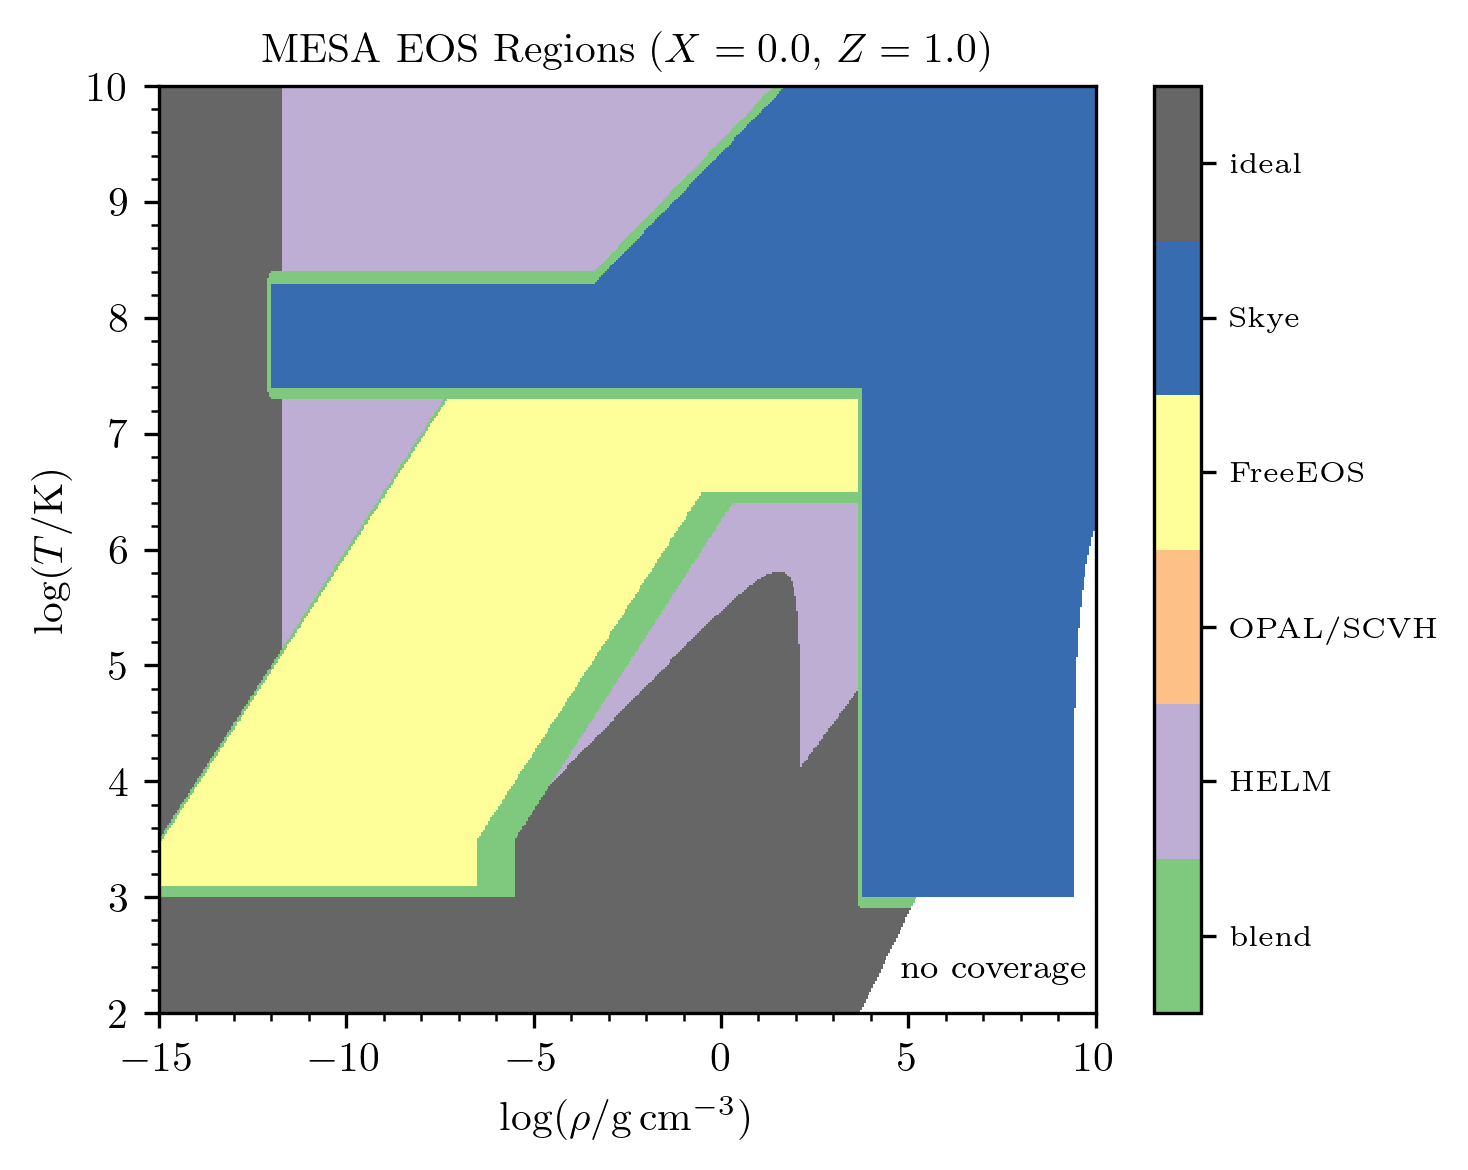 MESA EOS Regions (X = 0.0, Z = 1.0)
10
9
8
7
6
5
4
3
2
log(T/K)
−15
−10
−5
0
5
10
log(ρ/g cm⁻³)
no coverage
ideal
Skye
FreeEOS
OPAL/SCVH
HELM
blend